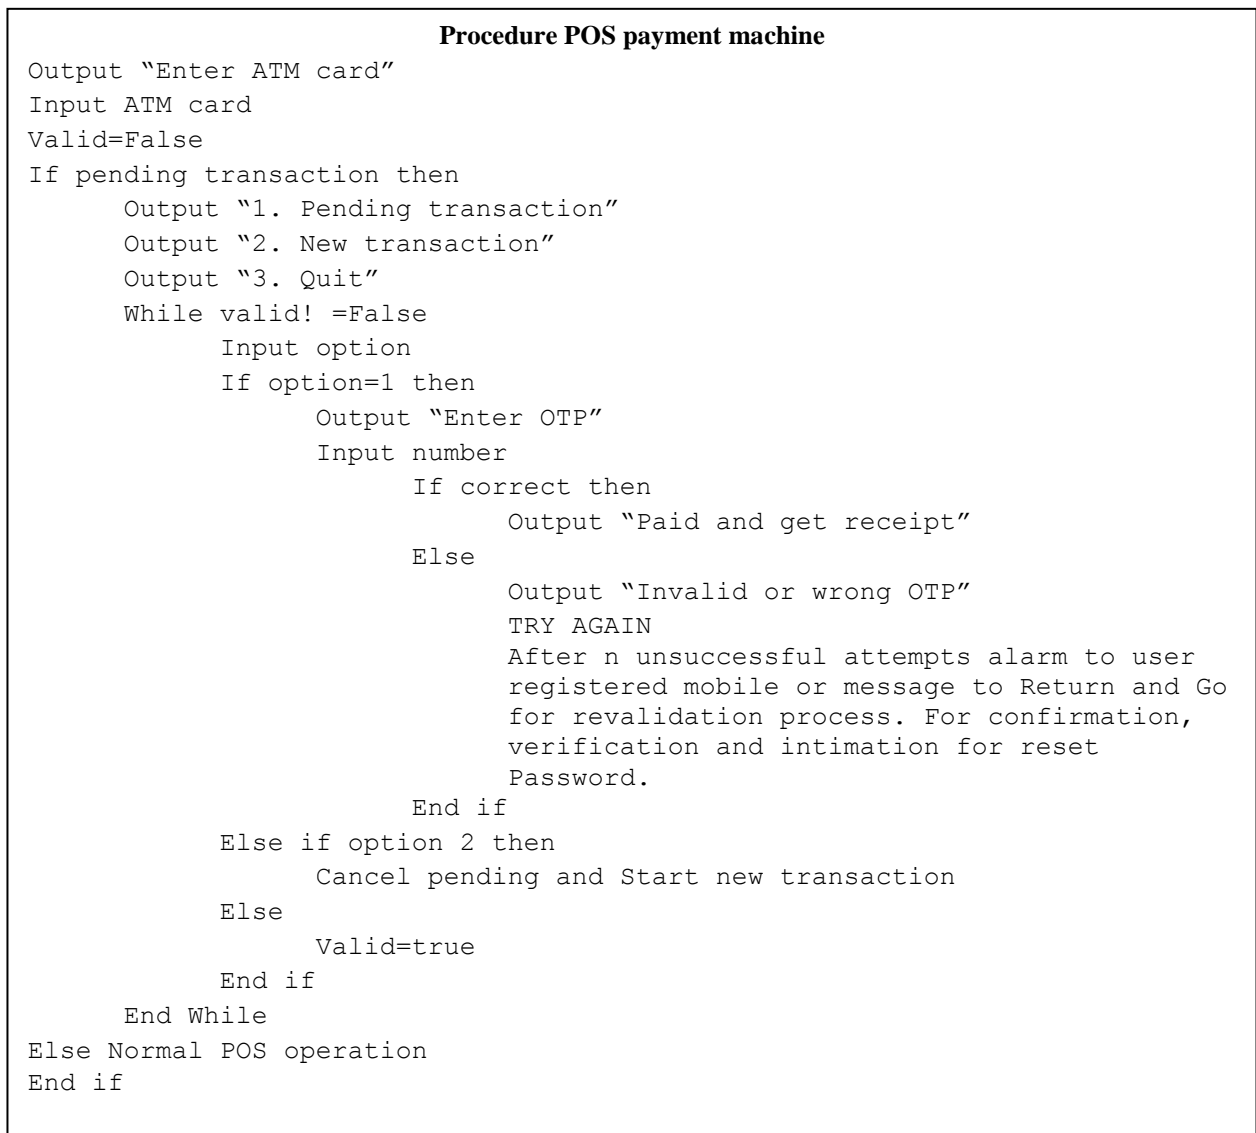 Procedure POS payment machine
Output “Enter ATM card”
Input ATM card
Valid=False
If pending transaction then
Output “1. Pending transaction”
Output “2. New transaction”
Output “3. Quit”
While valid! =False
Input option
If option=1 then
Output “Enter OTP”
Input number
If correct then
Output “Paid and get receipt”
Else
Output “Invalid or wrong OTP”
TRY AGAIN
After n unsuccessful attempts alarm to user
registered mobile or message to Return and Go
for revalidation process. For confirmation,
verification and intimation for reset
Password.
End if
Else if option 2 then
Cancel pending and Start new transaction
Else
Valid=true
End if
End While
Else Normal POS operation
End if